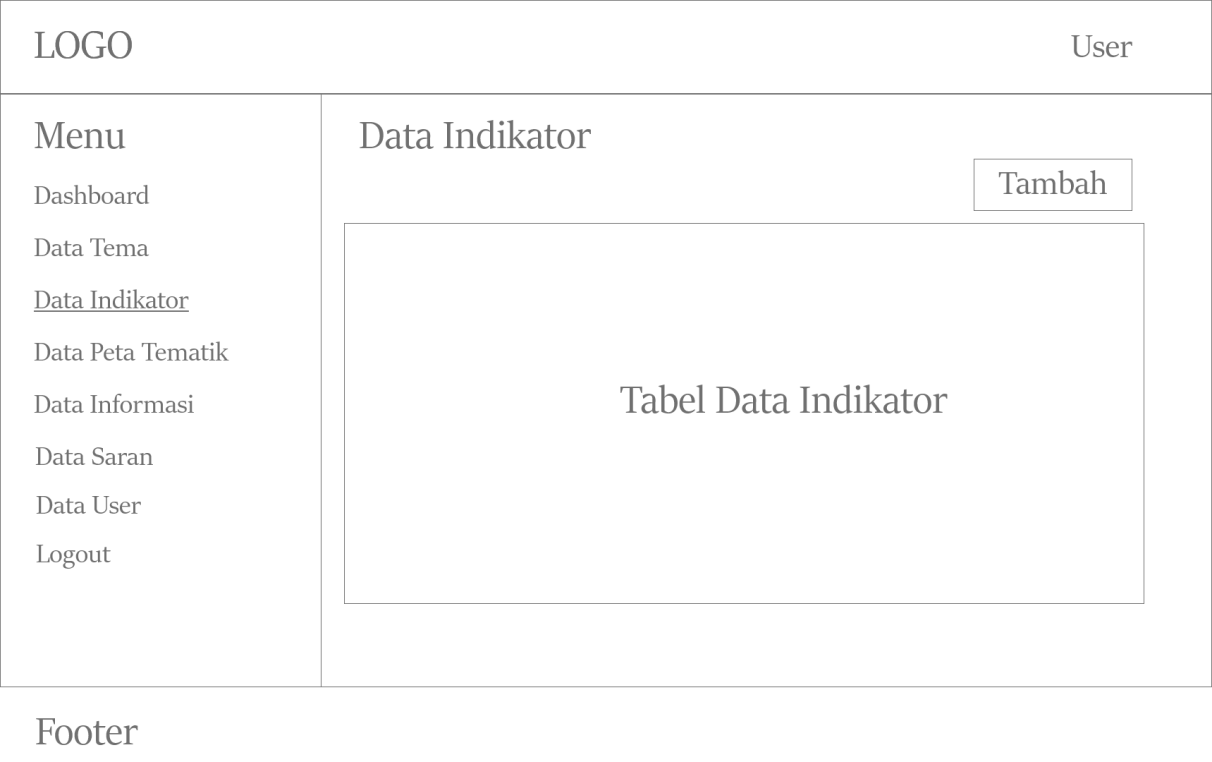 LOGO
User
Menu
Dashboard
Data Tema
Data Indikator
Data Peta Tematik
Data Informasi
Data Saran
Data User
Logout
Data Indikator
Tambah
Tabel Data Indikator
Footer